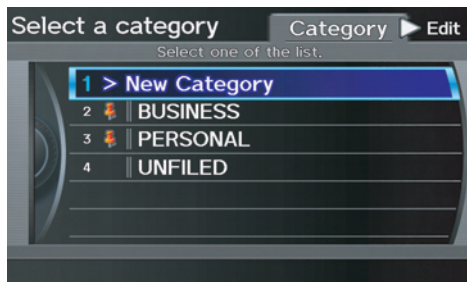 Select a category Category Edit
Select one of the list.
1 > New Category
2 BUSINESS
3 PERSONAL
4 UNFILED